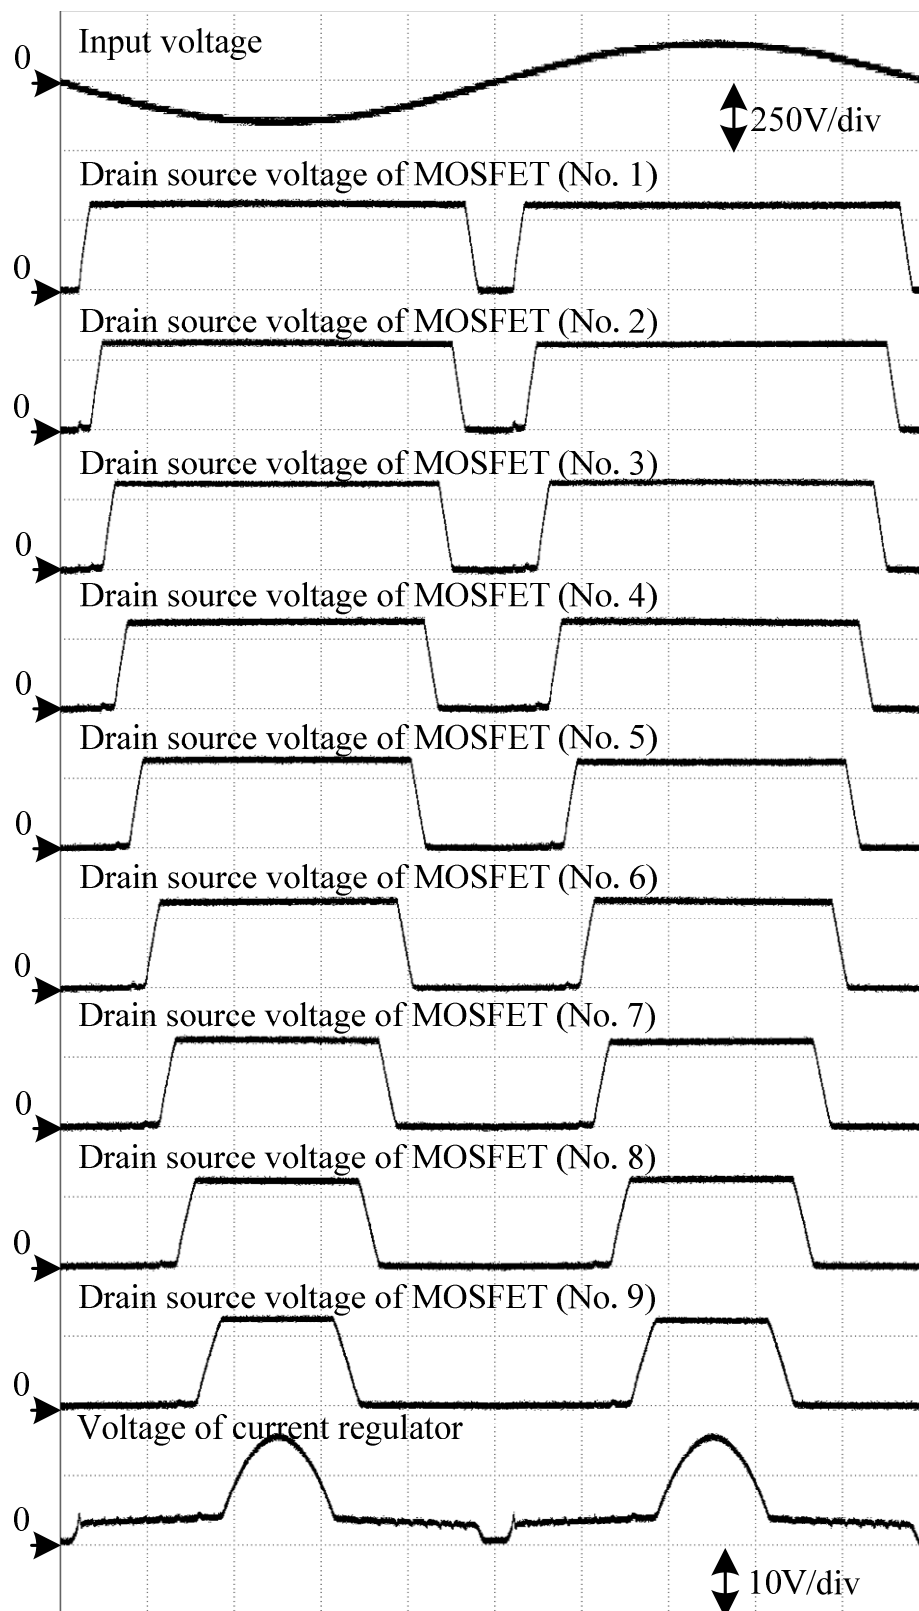 Input voltage
0
250V/div
Drain source voltage of MOSFET (No. 1)
0
Drain source voltage of MOSFET (No. 2)
0
Drain source voltage of MOSFET (No. 3)
0
Drain source voltage of MOSFET (No. 4)
0
Drain source voltage of MOSFET (No. 5)
0
Drain source voltage of MOSFET (No. 6)
0
Drain source voltage of MOSFET (No. 7)
0
Drain source voltage of MOSFET (No. 8)
0
Drain source voltage of MOSFET (No. 9)
0
Voltage of current regulator
0
10V/div